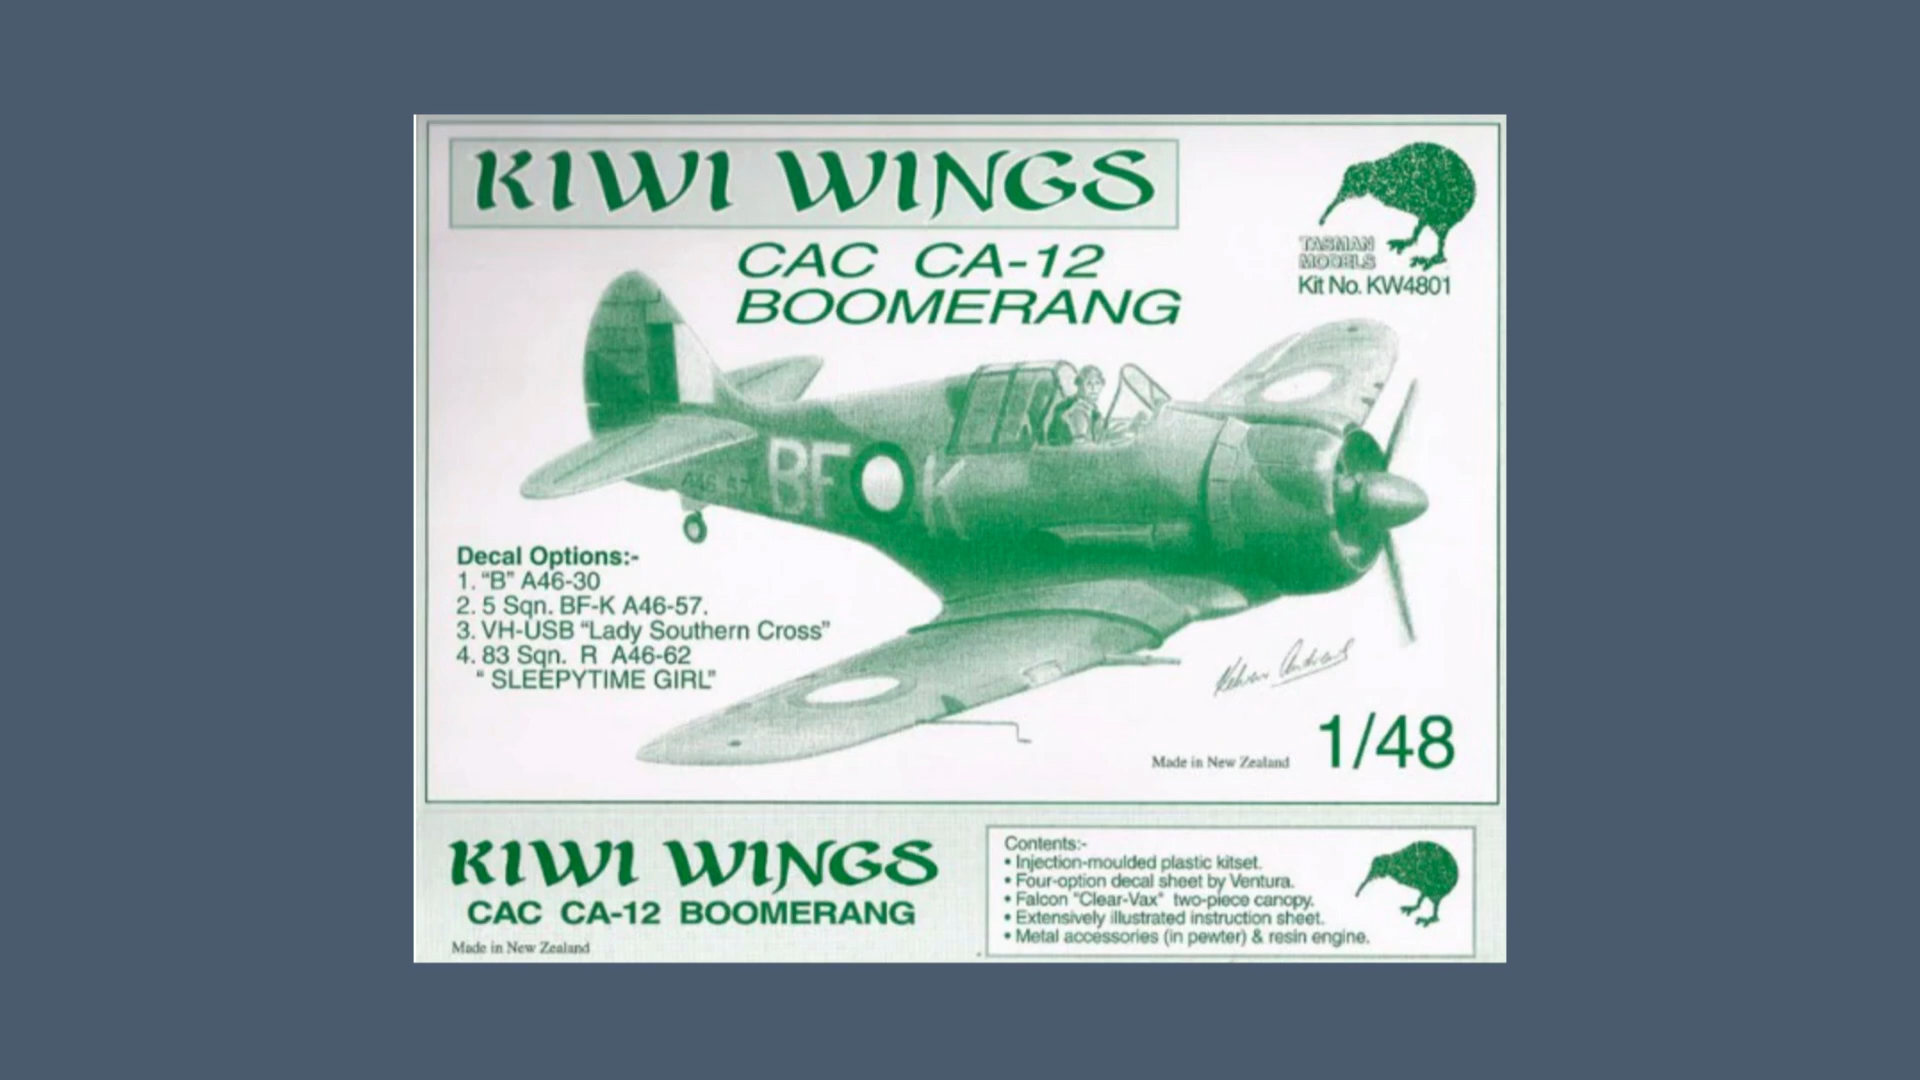 KIWI WINGS
CAC CA-12
BOOMERANG
TASMAN
MODELS
Kit No. KW4801
BF K
A46-57
Decal Options:-
1. “B” A46-30
2. 5 Sqn. BF-K A46-57.
3. VH-USB “Lady Southern Cross”
4. 83 Sqn. R A46-62
“ SLEEPYTIME GIRL”
Made in New Zealand
1/48
KIWI WINGS
CAC CA-12 BOOMERANG
Made in New Zealand
Contents:-
• Injection-moulded plastic kitset.
• Four-option decal sheet by Ventura.
• Falcon "Clear-Vax" two-piece canopy.
• Extensively illustrated instruction sheet.
• Metal accessories (in pewter) & resin engine.